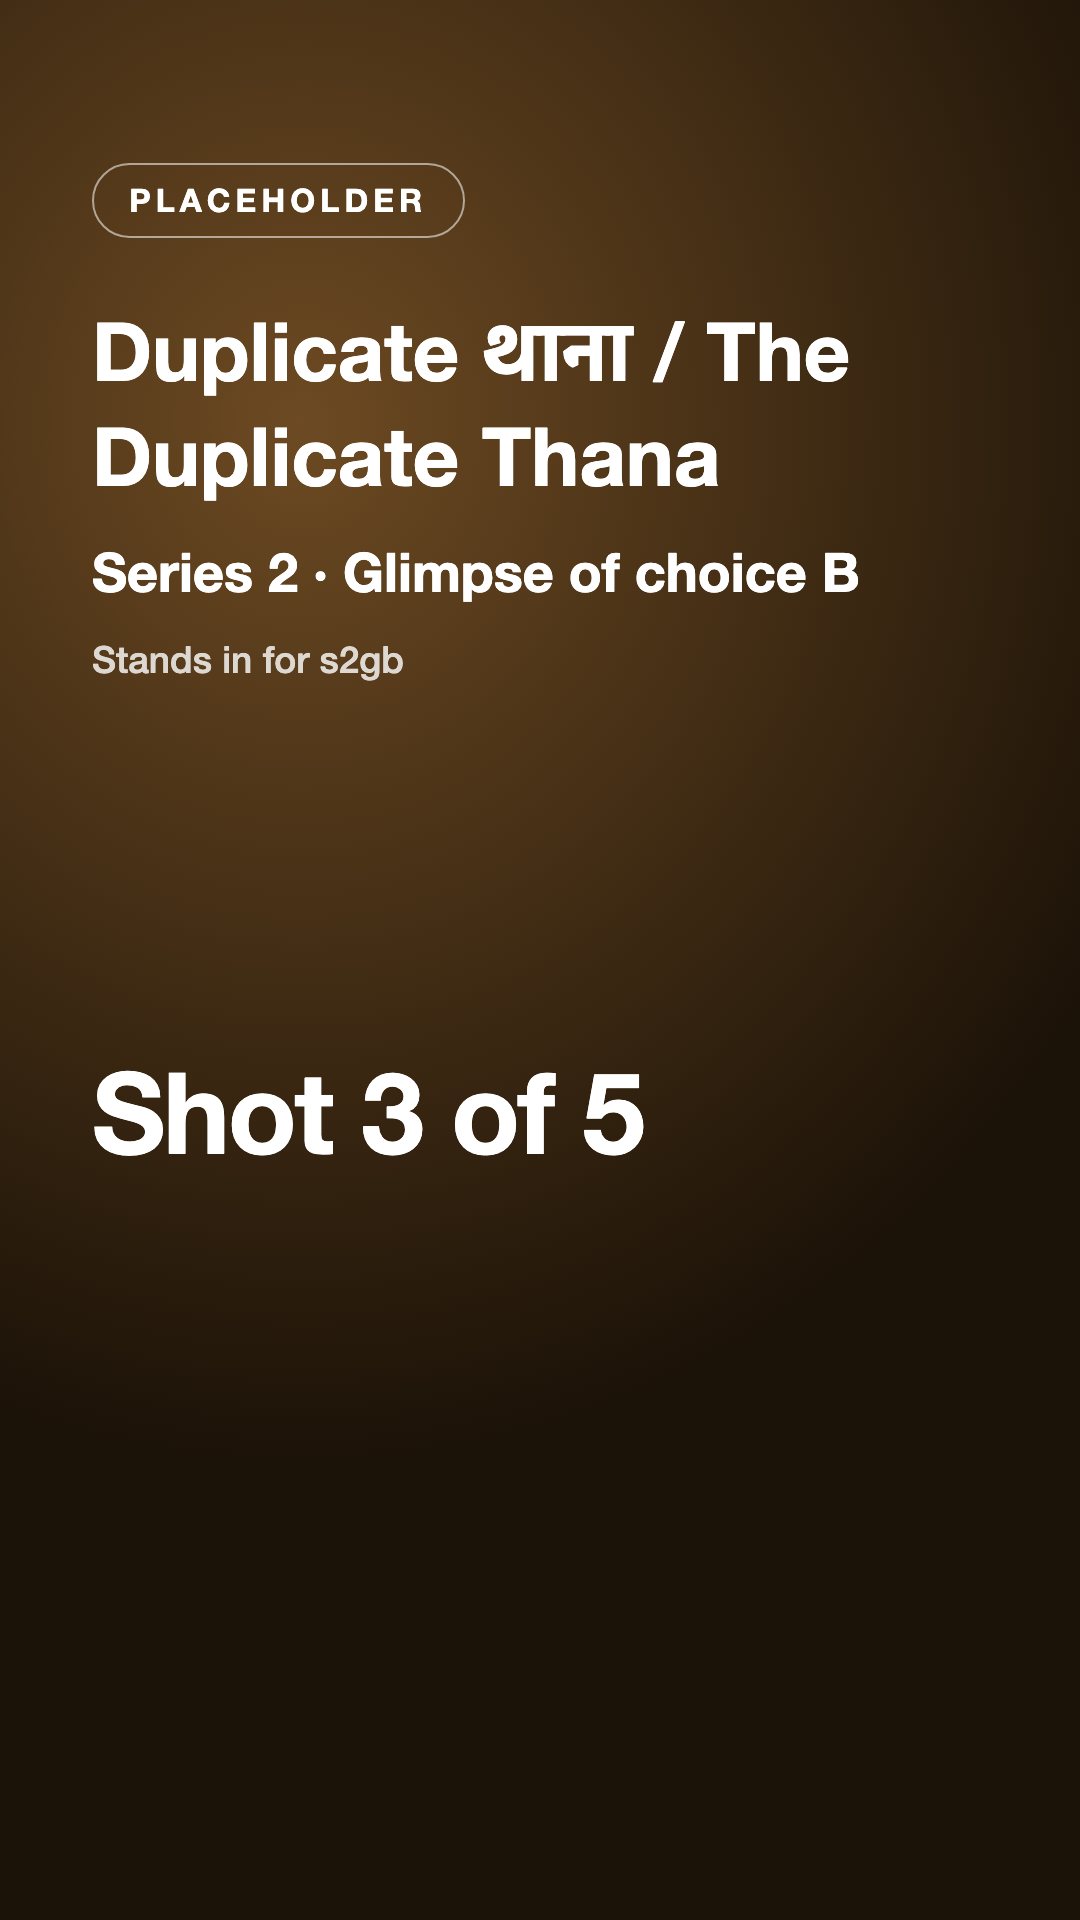 PLACEHOLDER
Duplicate थाना / The
Duplicate Thana
Series 2 · Glimpse of choice B
Stands in for s2gb
Shot 3 of 5